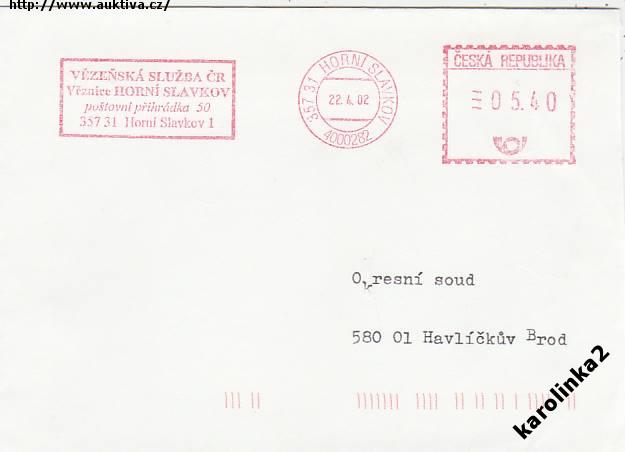 http://www.auktiva.cz/
VĚZEŇSKÁ SLUŽBA ČR
Věznice HORNÍ SLAVKOV
poštovní přihrádka 50
357 31 Horní Slavkov 1
357 31 HORNÍ SLAVKOV
22.4.02
4000282
ČESKÁ REPUBLIKA
05.40
Okresní soud
580 01 Havlíčkův Brod
karolinka2